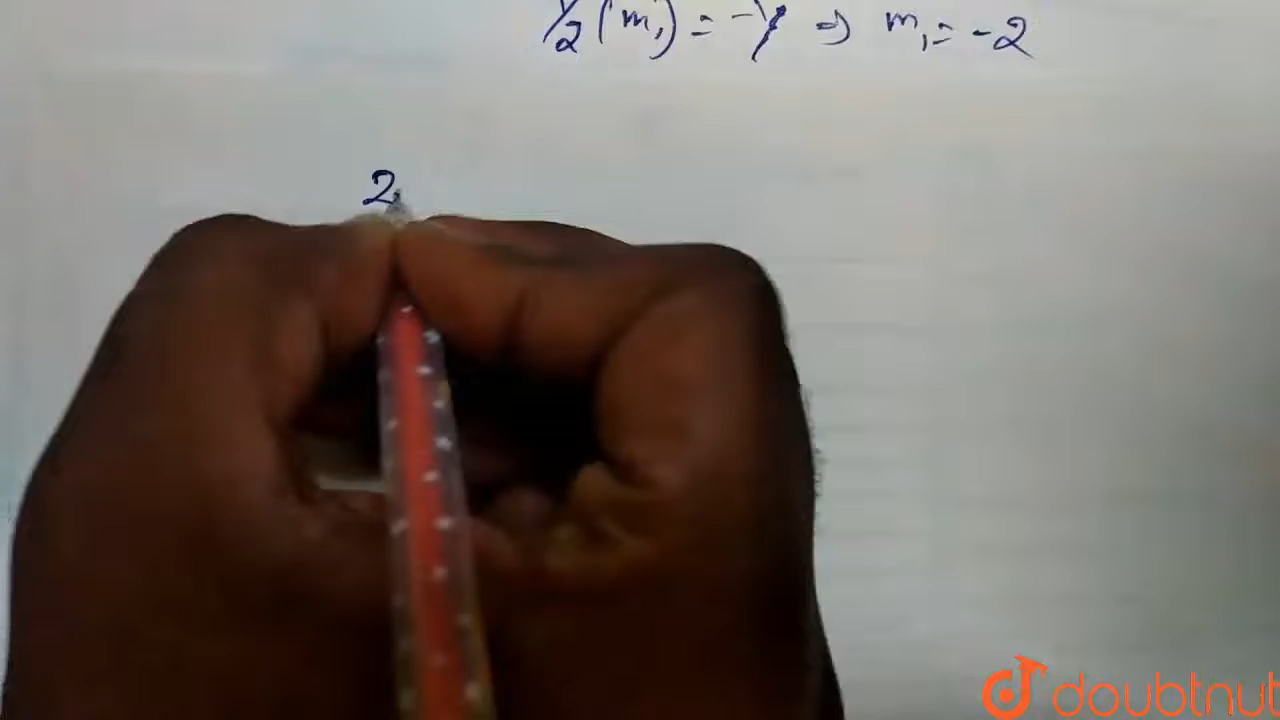 1/2 (m₁) = -1 ⇒ m₁ = -2
2
doubtnut